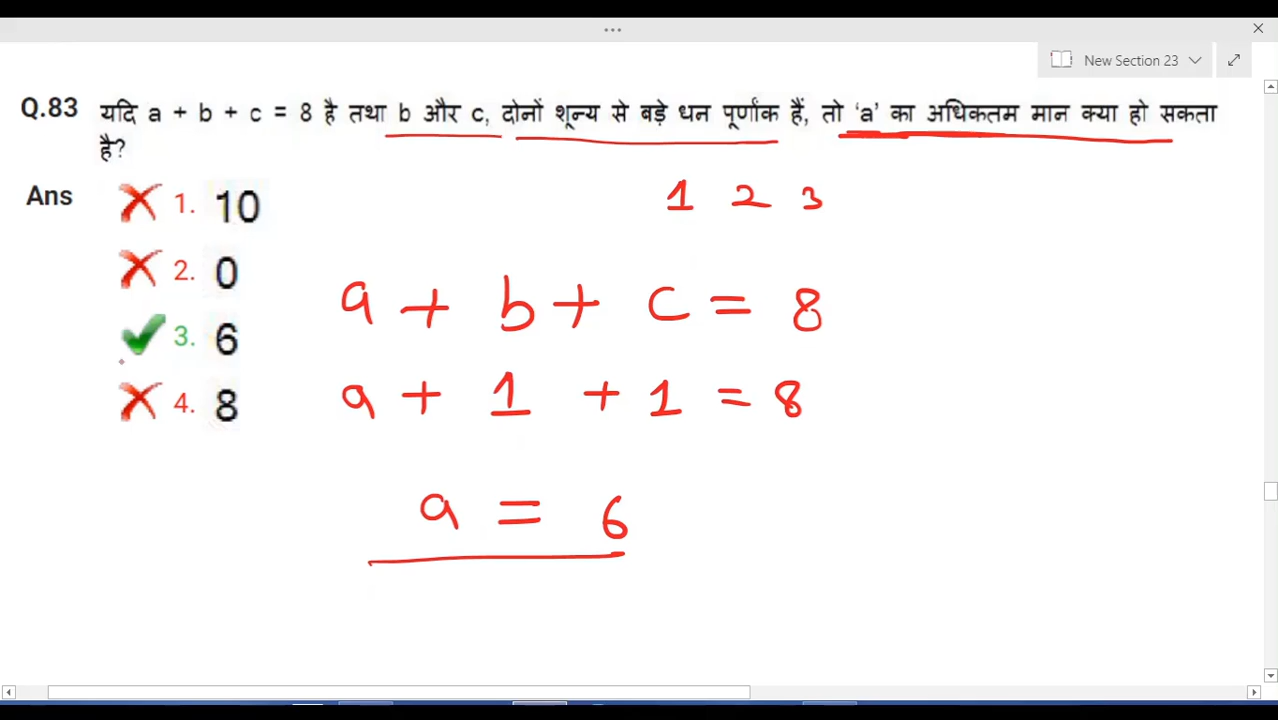 New Section 23
Q.83 यदि a + b + c = 8 है तथा b और c, दोनों शून्य से बड़े धन पूर्णांक हैं, तो 'a' का अधिकतम मान क्या हो सकता
है?
Ans
1. 10
2. 0
3. 6
4. 8
1 2 3
a + b + c = 8
a + 1 + 1 = 8
a = 6